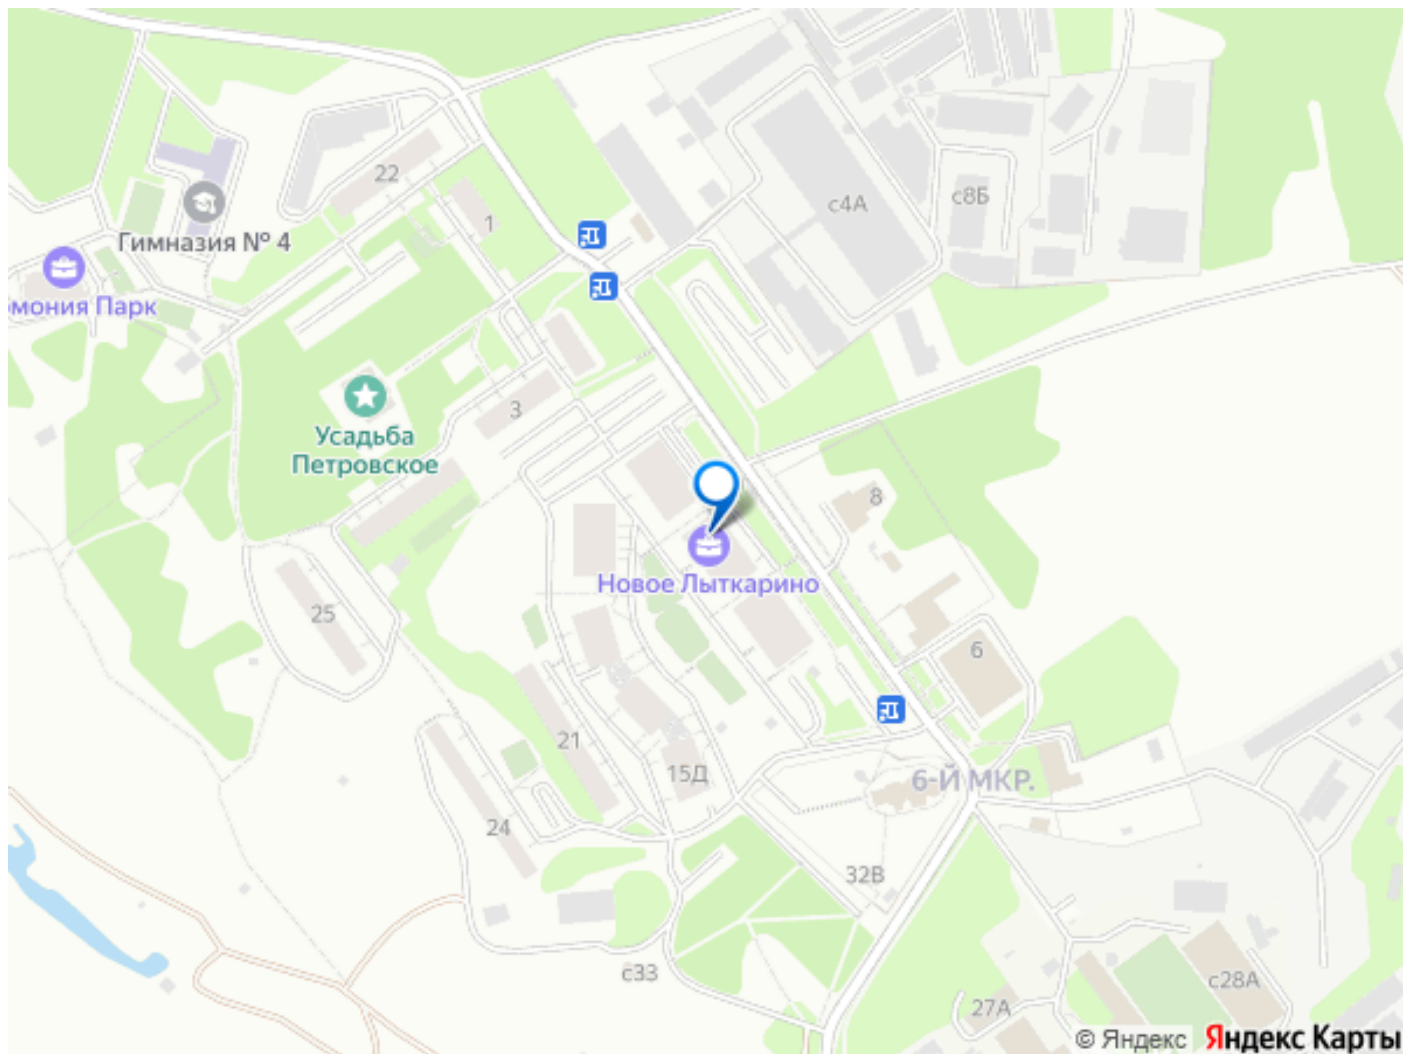 22
с4А
с8Б
1
Гимназия № 4
мония Парк
3
Усадьба
Петровское
8
Новое Лыткарино
25
6
21
15Д
6-Й МКР.
24
32В
с33
с28А
27А
© Яндекс Яндекс Карты